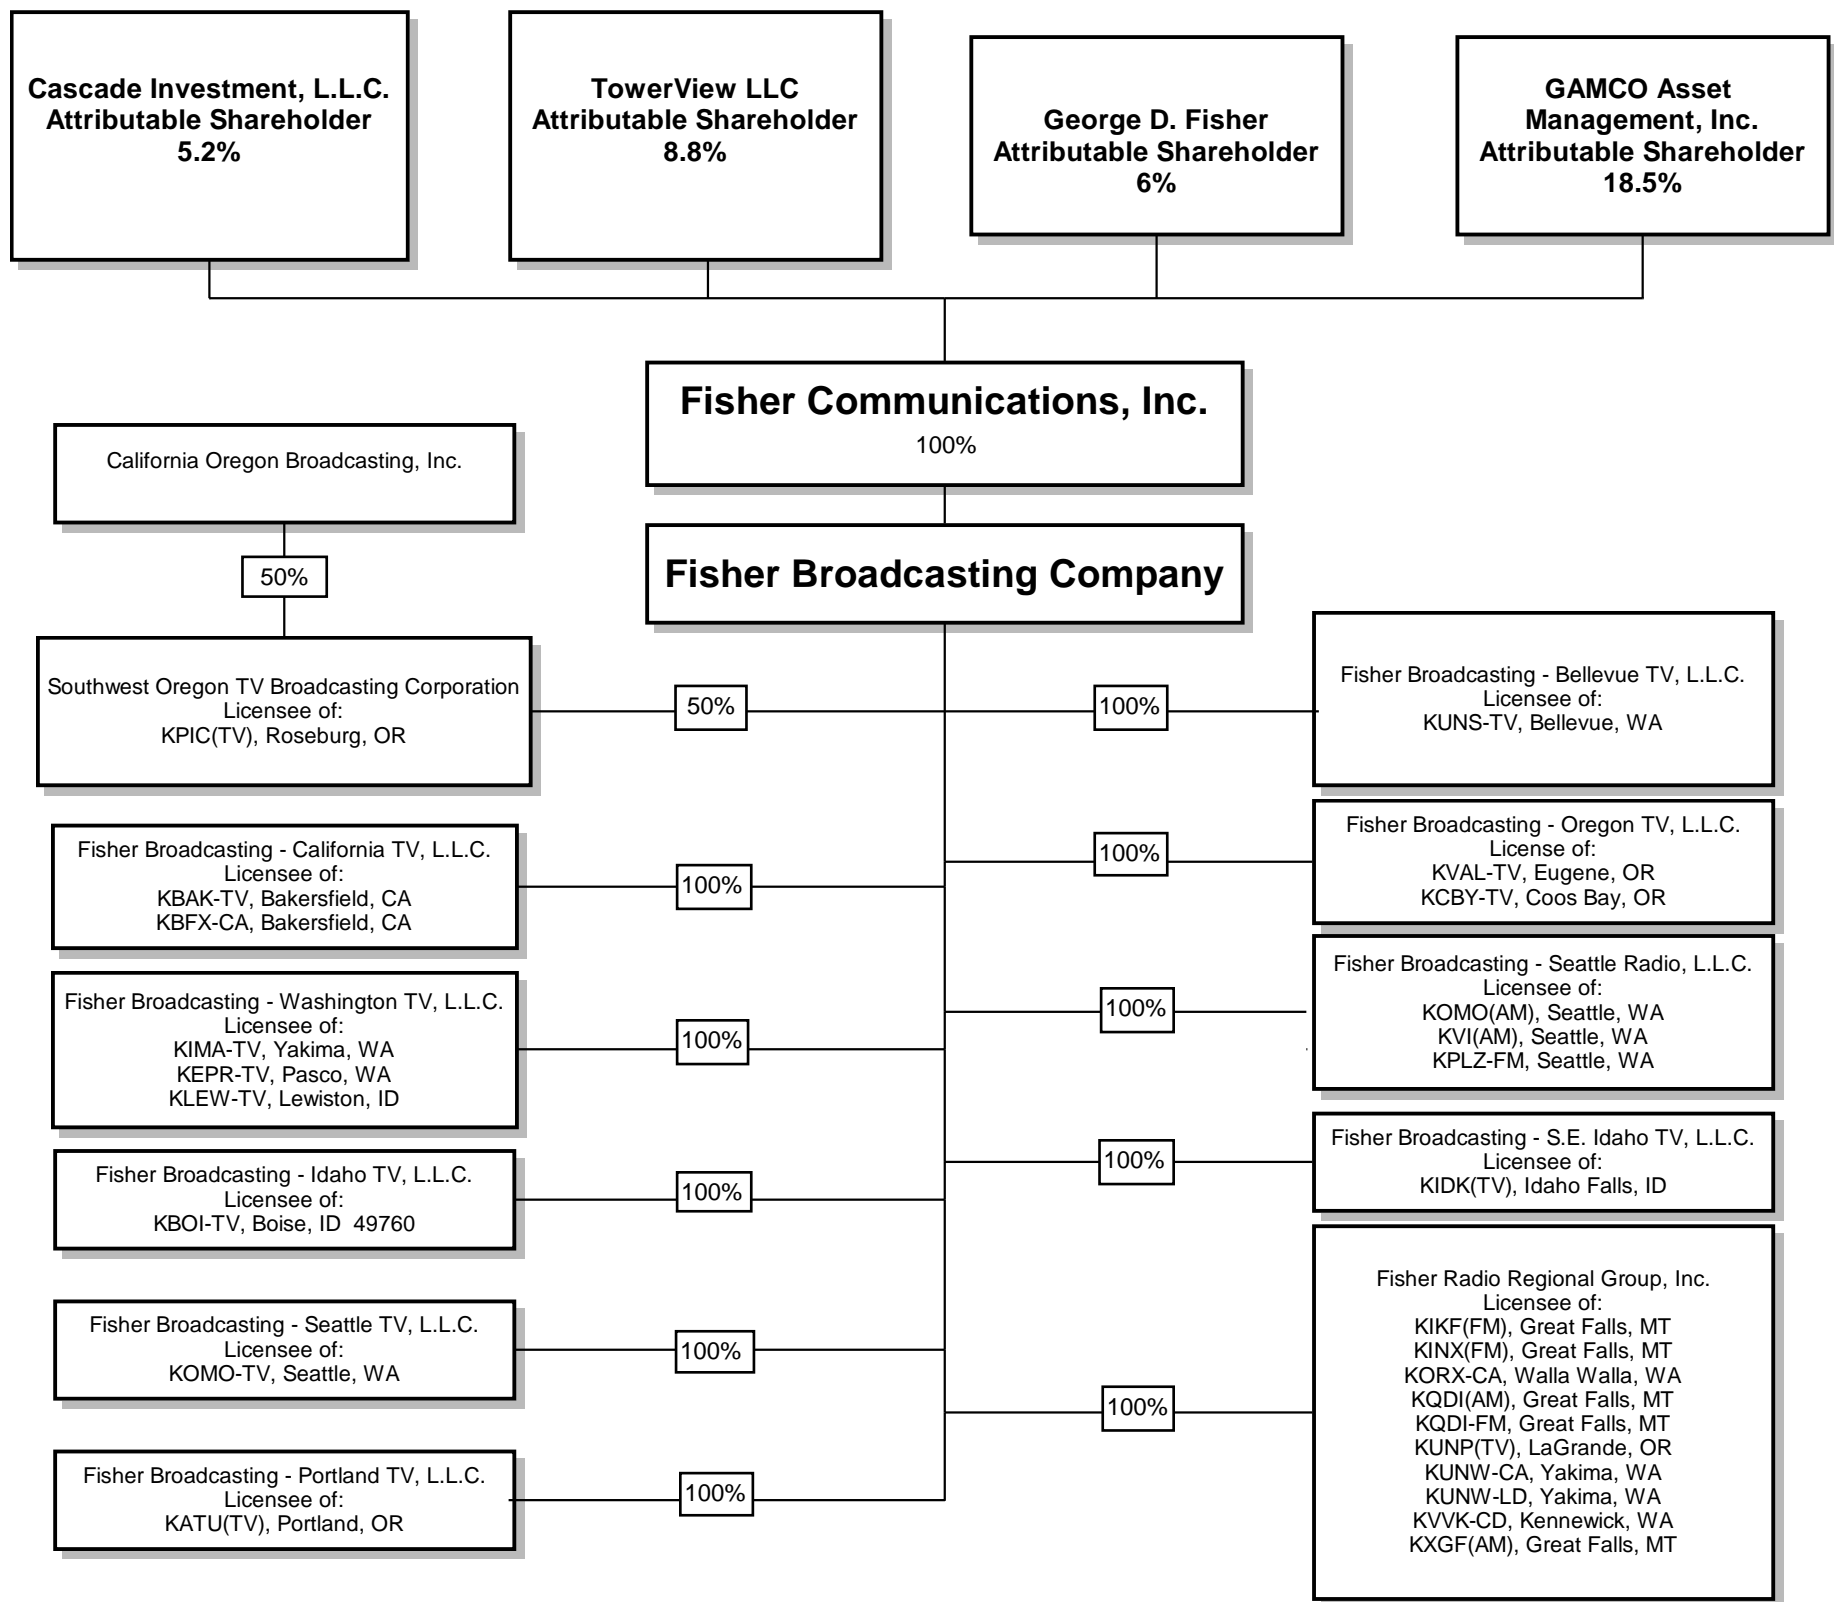 Cascade Investment, L.L.C.
Attributable Shareholder
5.2%
TowerView LLC
Attributable Shareholder
8.8%
George D. Fisher
Attributable Shareholder
6%
GAMCO Asset
Management, Inc.
Attributable Shareholder
18.5%
Fisher Communications, Inc.
100%
California Oregon Broadcasting, Inc.
50%
Fisher Broadcasting Company
Southwest Oregon TV Broadcasting Corporation
Licensee of:
KPIC(TV), Roseburg, OR
50%
100%
Fisher Broadcasting - Bellevue TV, L.L.C.
Licensee of:
KUNS-TV, Bellevue, WA
Fisher Broadcasting - California TV, L.L.C.
Licensee of:
KBAK-TV, Bakersfield, CA
KBFX-CA, Bakersfield, CA
100%
100%
Fisher Broadcasting - Oregon TV, L.L.C.
License of:
KVAL-TV, Eugene, OR
KCBY-TV, Coos Bay, OR
Fisher Broadcasting - Washington TV, L.L.C.
Licensee of:
KIMA-TV, Yakima, WA
KEPR-TV, Pasco, WA
KLEW-TV, Lewiston, ID
100%
100%
Fisher Broadcasting - Seattle Radio, L.L.C.
Licensee of:
KOMO(AM), Seattle, WA
KVI(AM), Seattle, WA
KPLZ-FM, Seattle, WA
Fisher Broadcasting - Idaho TV, L.L.C.
Licensee of:
KBOI-TV, Boise, ID  49760
100%
100%
Fisher Broadcasting - S.E. Idaho TV, L.L.C.
Licensee of:
KIDK(TV), Idaho Falls, ID
Fisher Broadcasting - Seattle TV, L.L.C.
Licensee of:
KOMO-TV, Seattle, WA
100%
100%
Fisher Radio Regional Group, Inc.
Licensee of:
KIKF(FM), Great Falls, MT
KINX(FM), Great Falls, MT
KORX-CA, Walla Walla, WA
KQDI(AM), Great Falls, MT
KQDI-FM, Great Falls, MT
KUNP(TV), LaGrande, OR
KUNW-CA, Yakima, WA
KUNW-LD, Yakima, WA
KVVK-CD, Kennewick, WA
KXGF(AM), Great Falls, MT
Fisher Broadcasting - Portland TV, L.L.C.
Licensee of:
KATU(TV), Portland, OR
100%